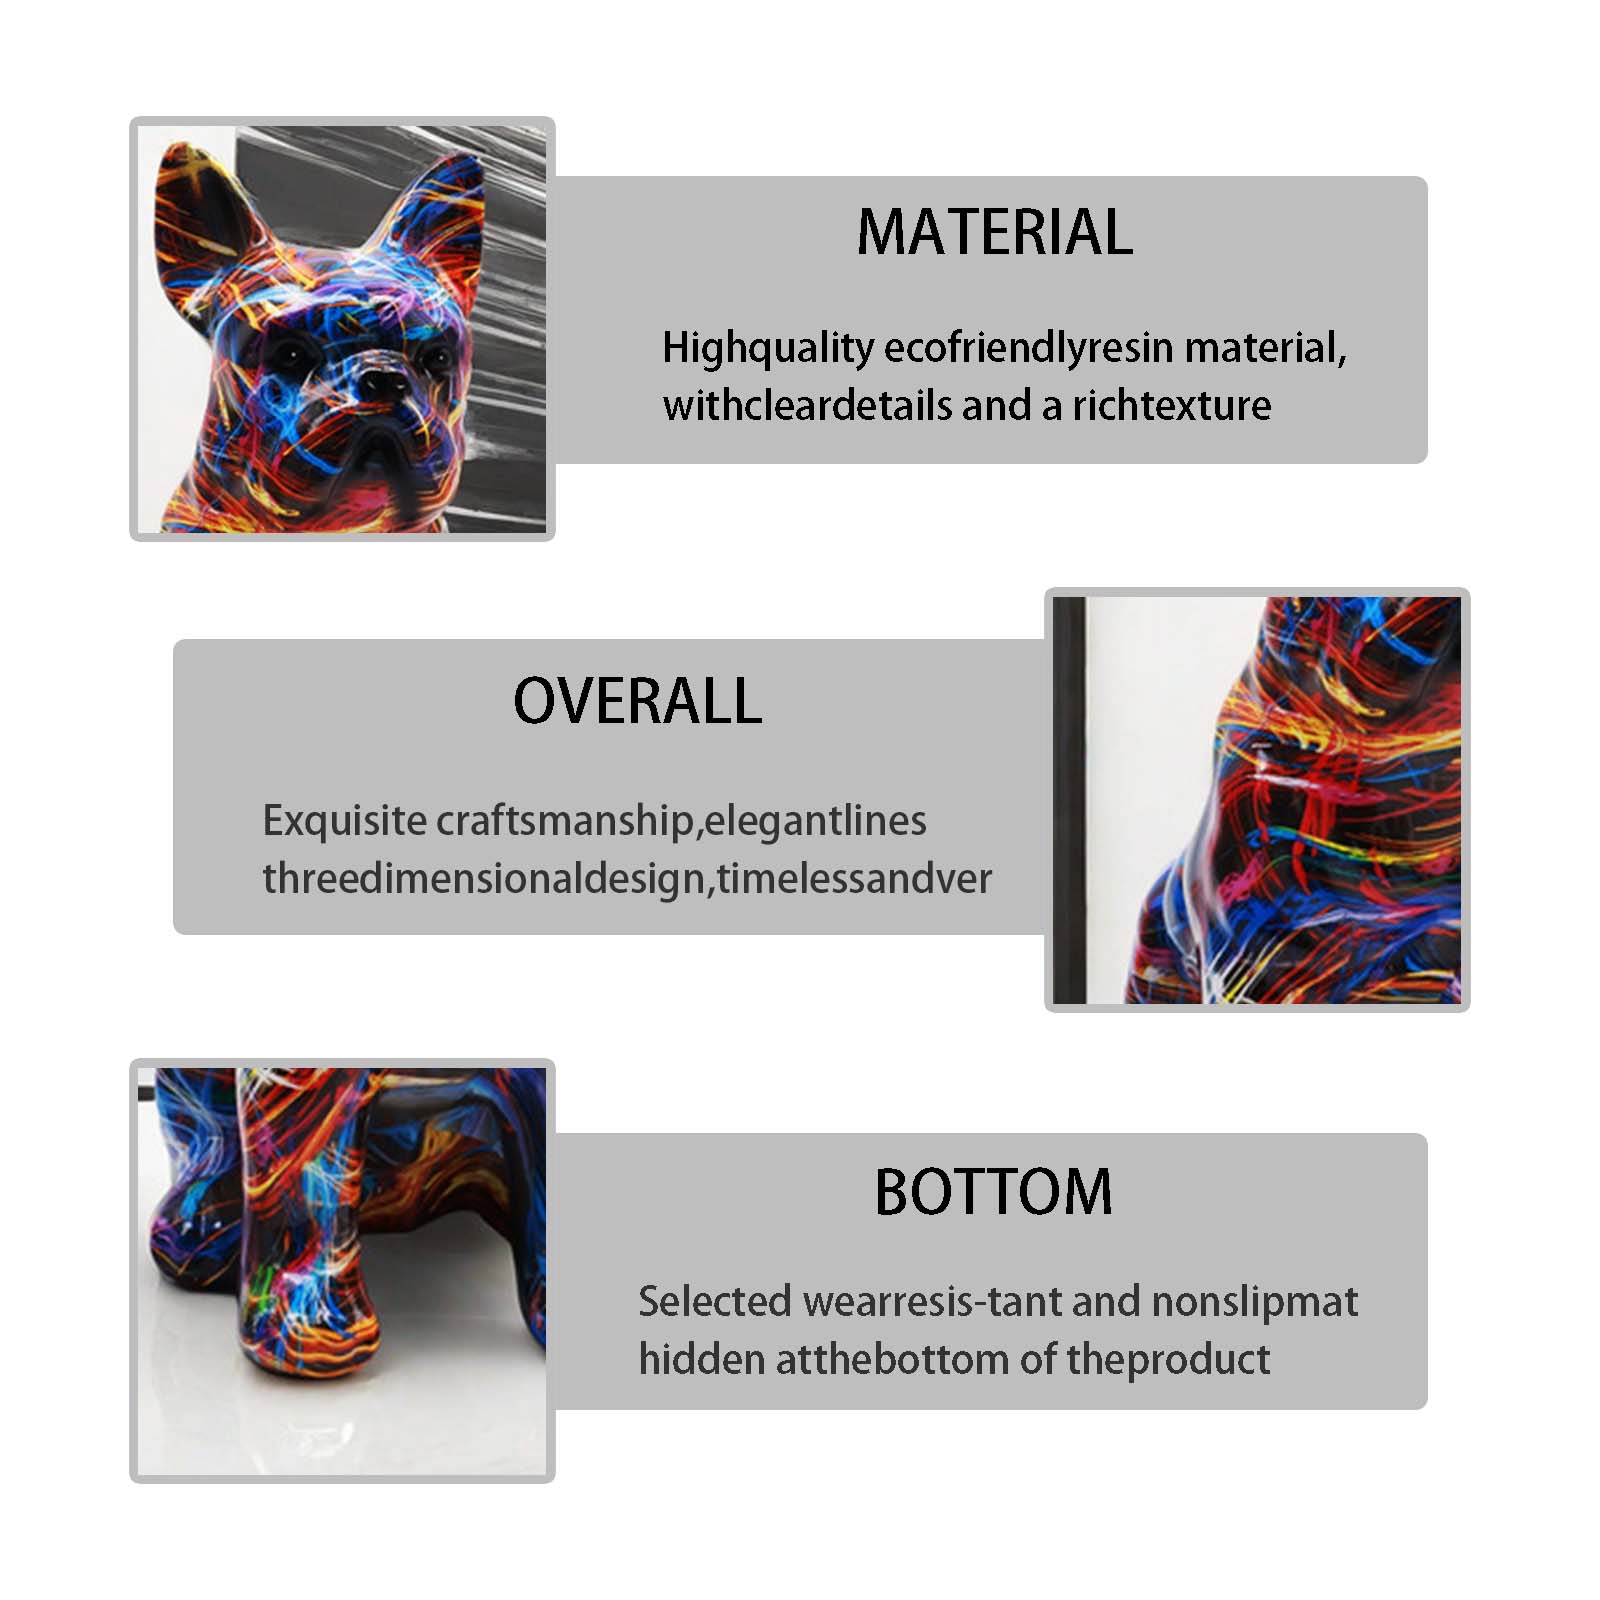 MATERIAL
Highquality ecofriendlyresin material,
withcleardetails and a richtexture
OVERALL
Exquisite craftsmanship,elegantlines
threedimensionaldesign,timelessandver
BOTTOM
Selected wearresis-tant and nonslipmat
hidden atthebottom of theproduct